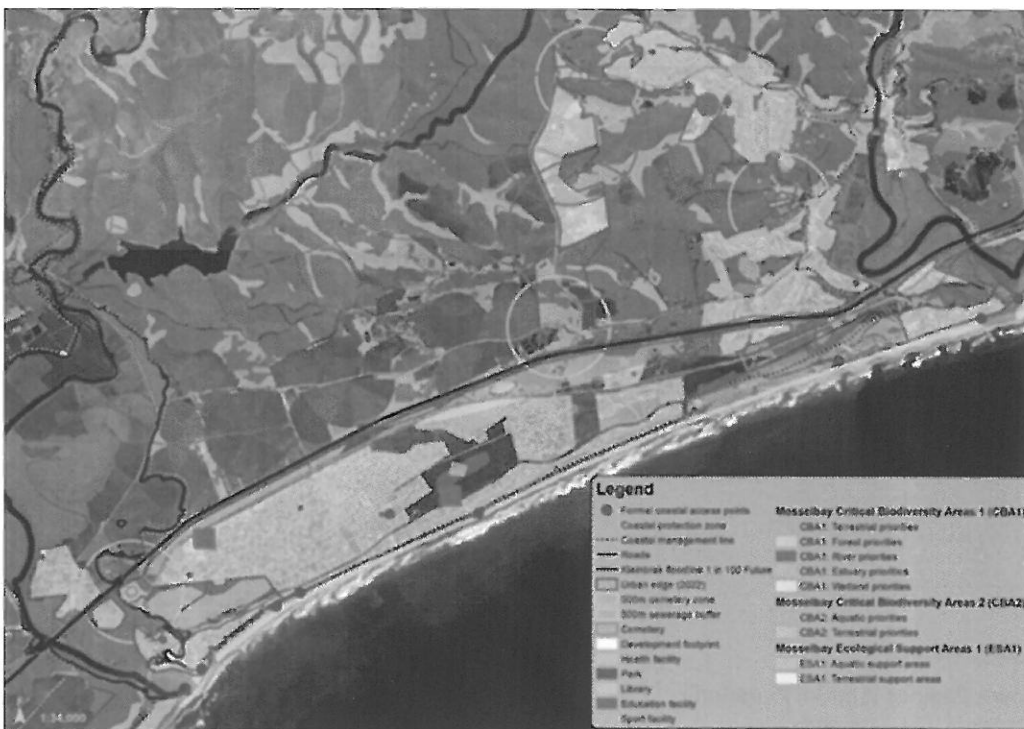 Legend
Formal coastal access points
Coastal protection zone
Coastal management line
Roads
Kleinbrak floodline 1 in 100 Future
Urban edge (2022)
500m cemetery zone
500m sewerage buffer
Cemetery
Development footprint
Health facility
Park
Library
Education facility
Sport facility
Mosselbay Critical Biodiversity Areas 1 (CBA1)
CBA1: Terrestrial priorities
CBA1: Forest priorities
CBA1: River priorities
CBA1: Estuary priorities
CBA1: Wetland priorities
Mosselbay Critical Biodiversity Areas 2 (CBA2)
CBA2: Aquatic priorities
CBA2: Terrestrial priorities
Mosselbay Ecological Support Areas 1 (ESA1)
ESA1: Aquatic support areas
ESA1: Terrestrial support areas
1:34,000